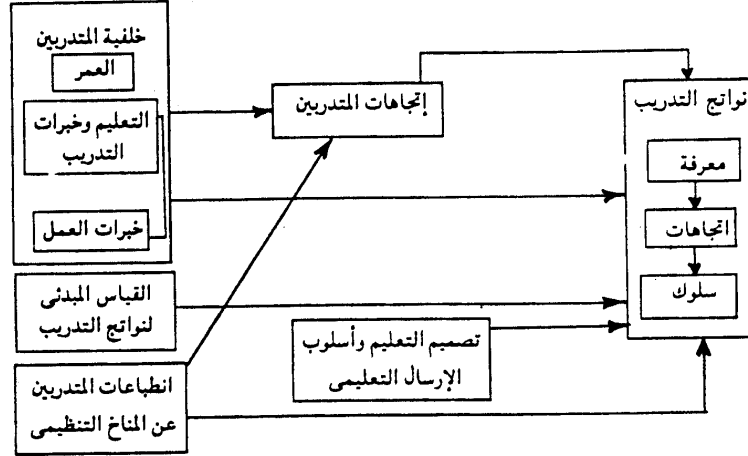 خلفية المتدربين
العمر
التعليم وخبرات
التدريب
خبرات العمل
القياس المبدئى
لنواتج التدريب
انطباعات المتدربين
عن المناخ التنظيمى
إتجاهات المتدربين
تصميم التعليم وأسلوب
الإرسال التعليمى
نواتج التدريب
معرفة
اتجاهات
سلوك